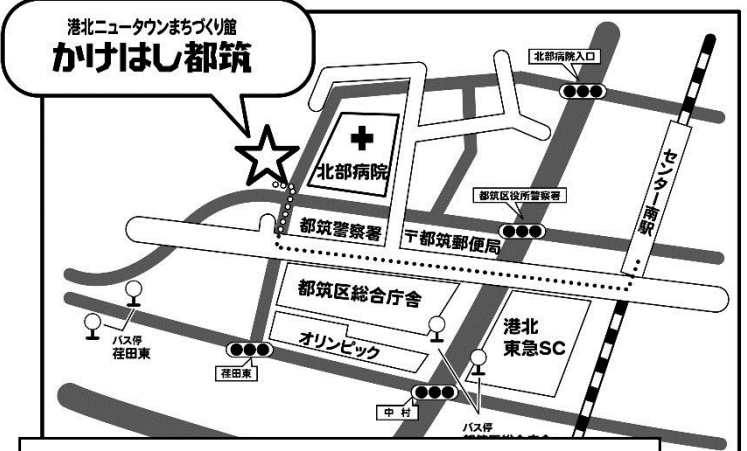 港北ニュータウンまちづくり館
かけはし都筑
北部病院入口
北部病院
センター南駅
都筑区役所警察署
都筑警察署
〒都筑郵便局
都筑区総合庁舎
港北
東急SC
オリンピック
バス停
荏田東
荏田東
中村
バス停